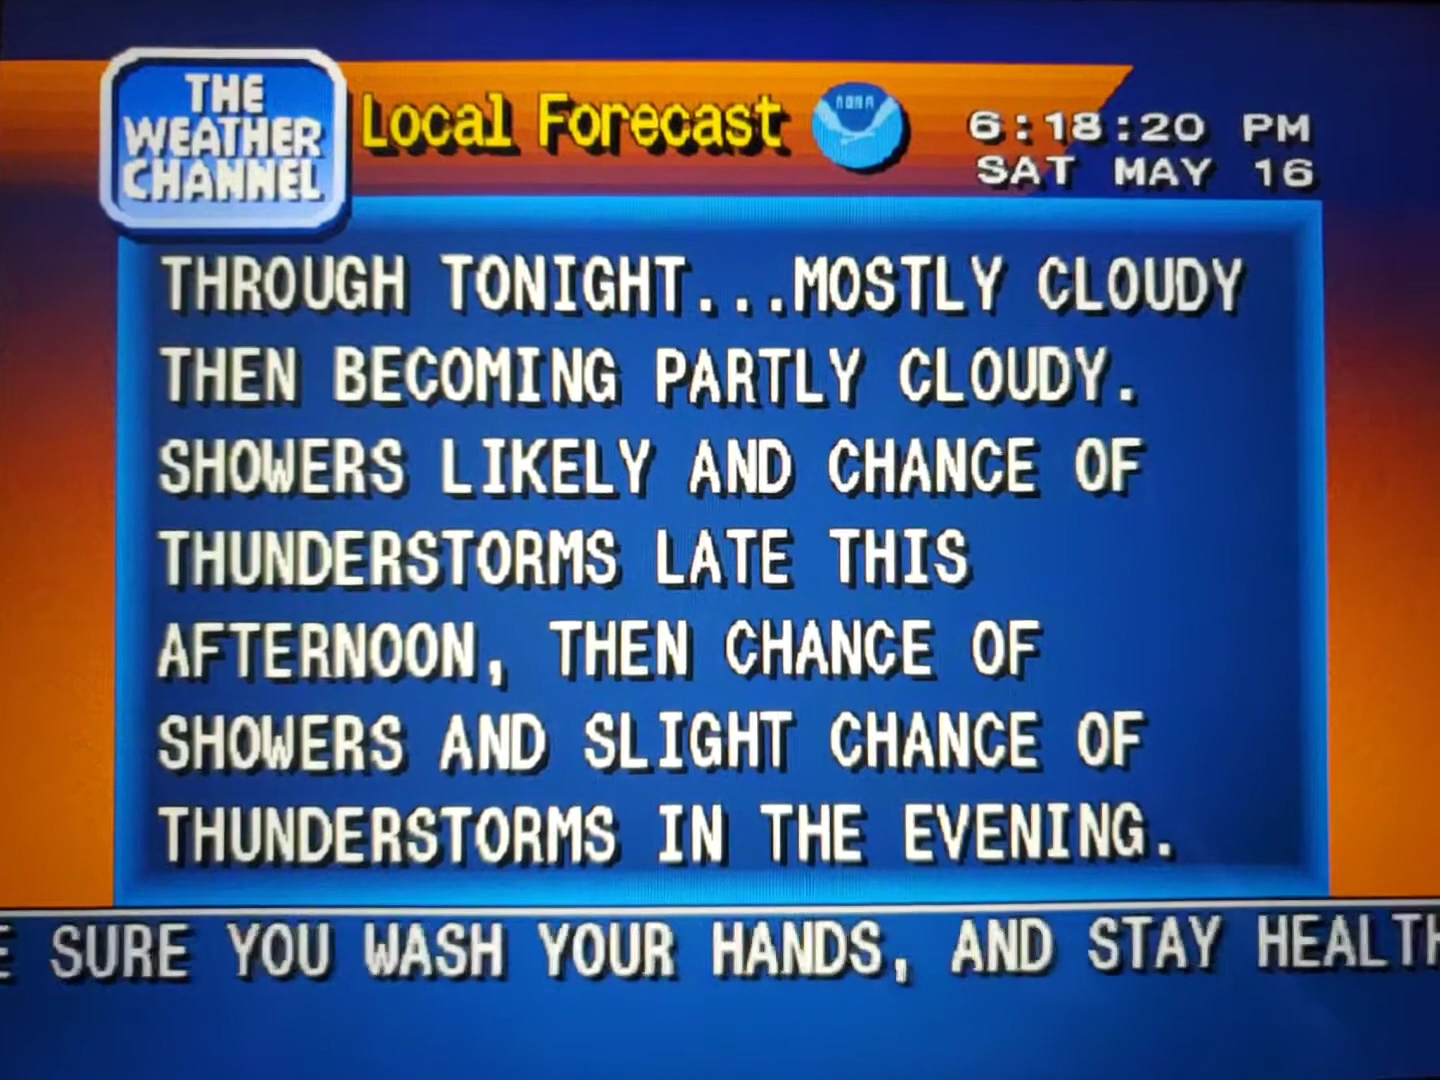 THE
WEATHER
CHANNEL
Local Forecast
NOAA
6:18:20 PM
SAT MAY 16
THROUGH TONIGHT...MOSTLY CLOUDY
THEN BECOMING PARTLY CLOUDY.
SHOWERS LIKELY AND CHANCE OF
THUNDERSTORMS LATE THIS
AFTERNOON, THEN CHANCE OF
SHOWERS AND SLIGHT CHANCE OF
THUNDERSTORMS IN THE EVENING.
E SURE YOU WASH YOUR HANDS, AND STAY HEALTH